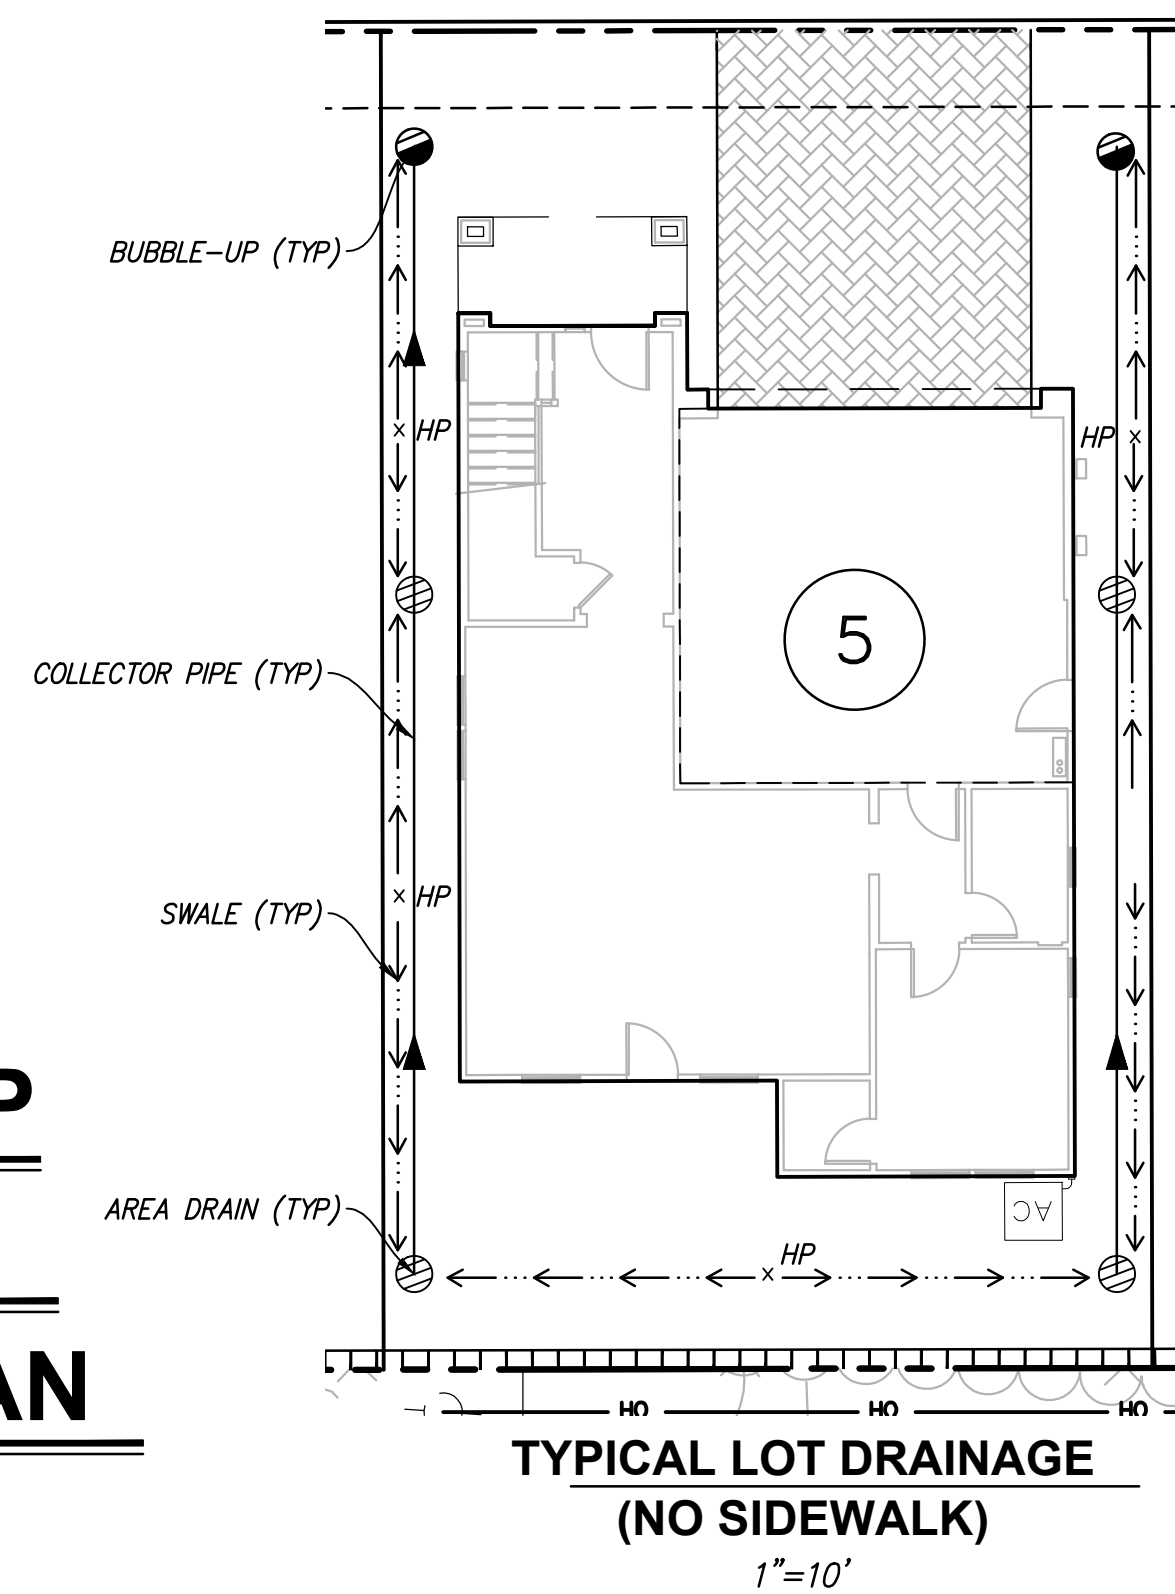 BUBBLE-UP (TYP)
HP
HP
5
COLLECTOR PIPE (TYP)
HP
SWALE (TYP)
AREA DRAIN (TYP)
AC
HP
P
AN
TYPICAL LOT DRAINAGE
(NO SIDEWALK)
1"=10'